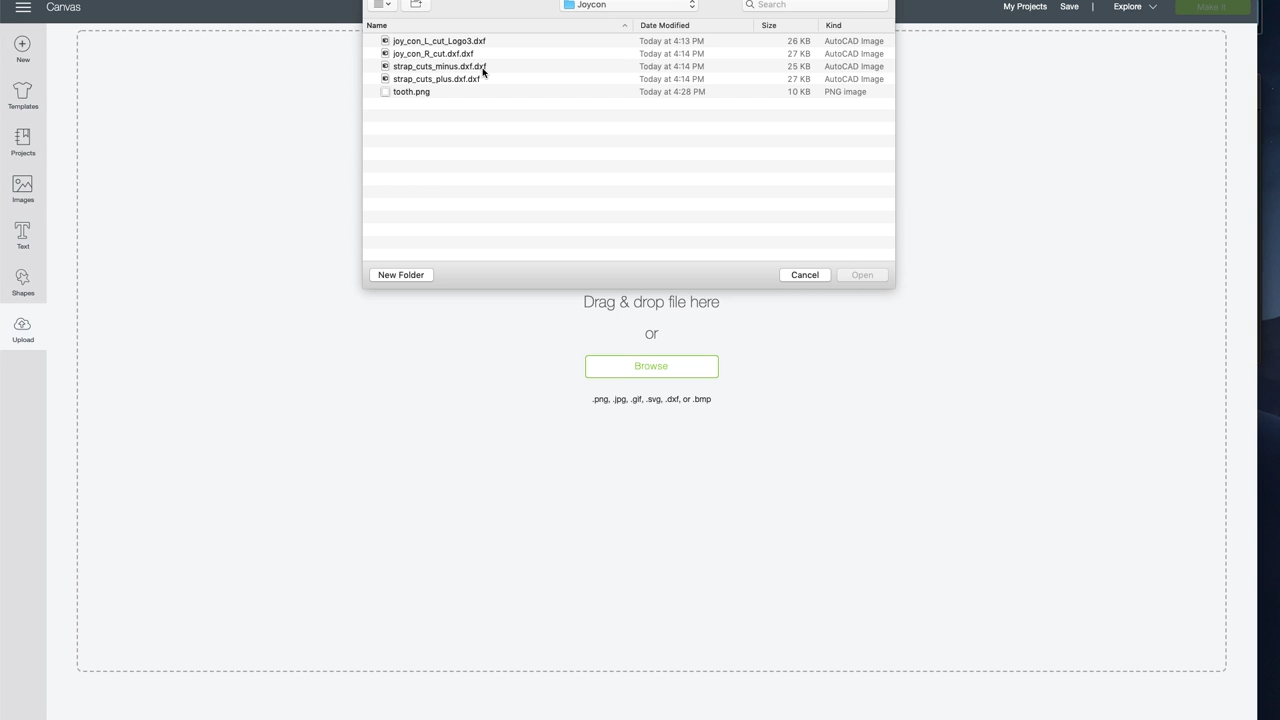 Canvas
Joycon
Search
My Projects Save | Explore Make It
Name Date Modified Size Kind
joy_con_L_cut_Logo3.dxf Today at 4:13 PM 26 KB AutoCAD Image
joy_con_R_cut.dxf.dxf Today at 4:14 PM 27 KB AutoCAD Image
strap_cuts_minus.dxf.dxf Today at 4:14 PM 25 KB AutoCAD Image
strap_cuts_plus.dxf.dxf Today at 4:14 PM 27 KB AutoCAD Image
tooth.png Today at 4:28 PM 10 KB PNG image
New Folder Cancel Open
New
Templates
Projects
Images
Text
Shapes
Upload
Drag & drop file here
or
Browse
.png, .jpg, .gif, .svg, .dxf, or .bmp